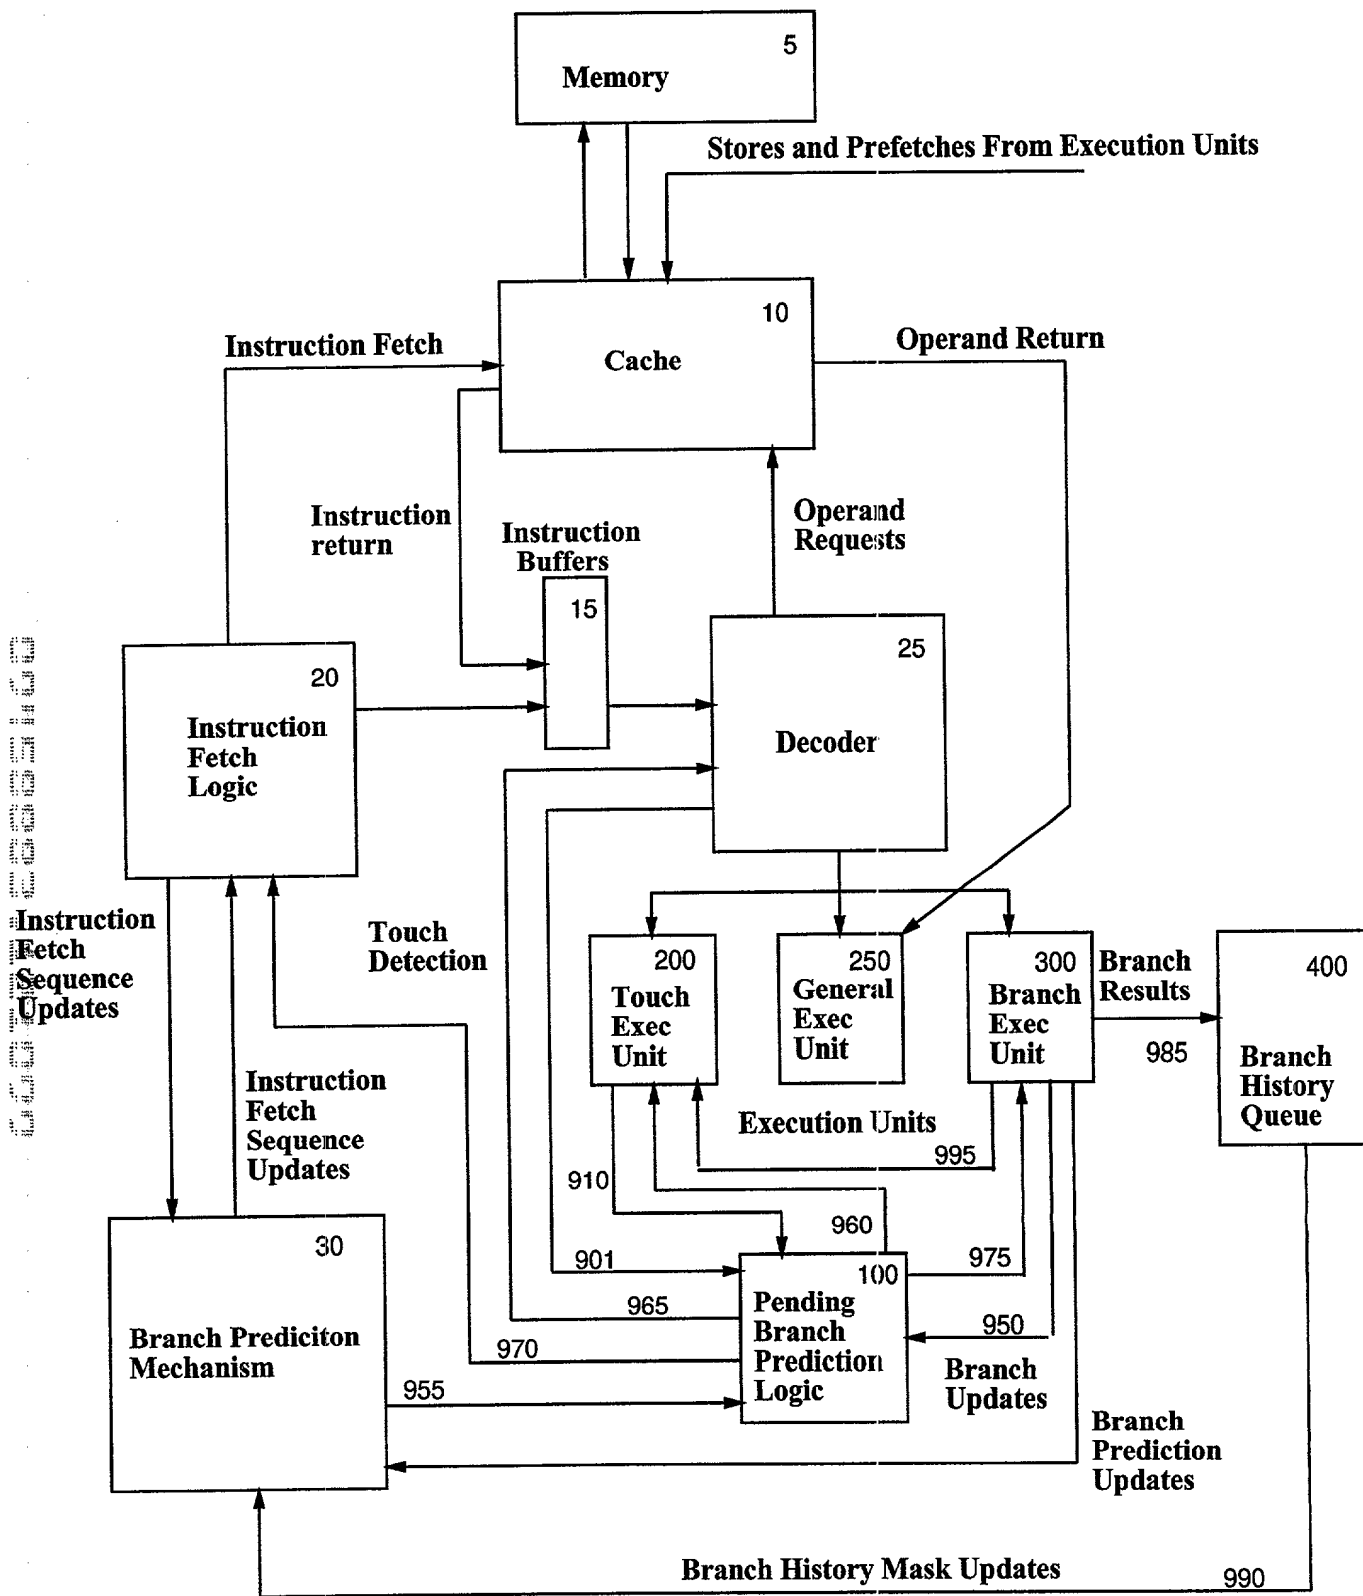 5
Memory
Stores and Prefetches From Execution Units
10
Cache
Instruction Fetch
Operand Return
Instruction
return
Instruction
Buffers
Operand
Requests
15
20
Instruction
Fetch
Logic
25
Decoder
Instruction
Fetch
Sequence
Updates
Touch
Detection
200
Touch
Exec
Unit
250
General
Exec
Unit
300
Branch
Exec
Unit
Branch
Results
985
400
Branch
History
Queue
Instruction
Fetch
Sequence
Updates
Execution Units
995
910
960
901
965
970
955
975
950
30
Branch Prediciton
Mechanism
100
Pending
Branch
Prediction
Logic
Branch
Updates
Branch
Prediction
Updates
Branch History Mask Updates
990